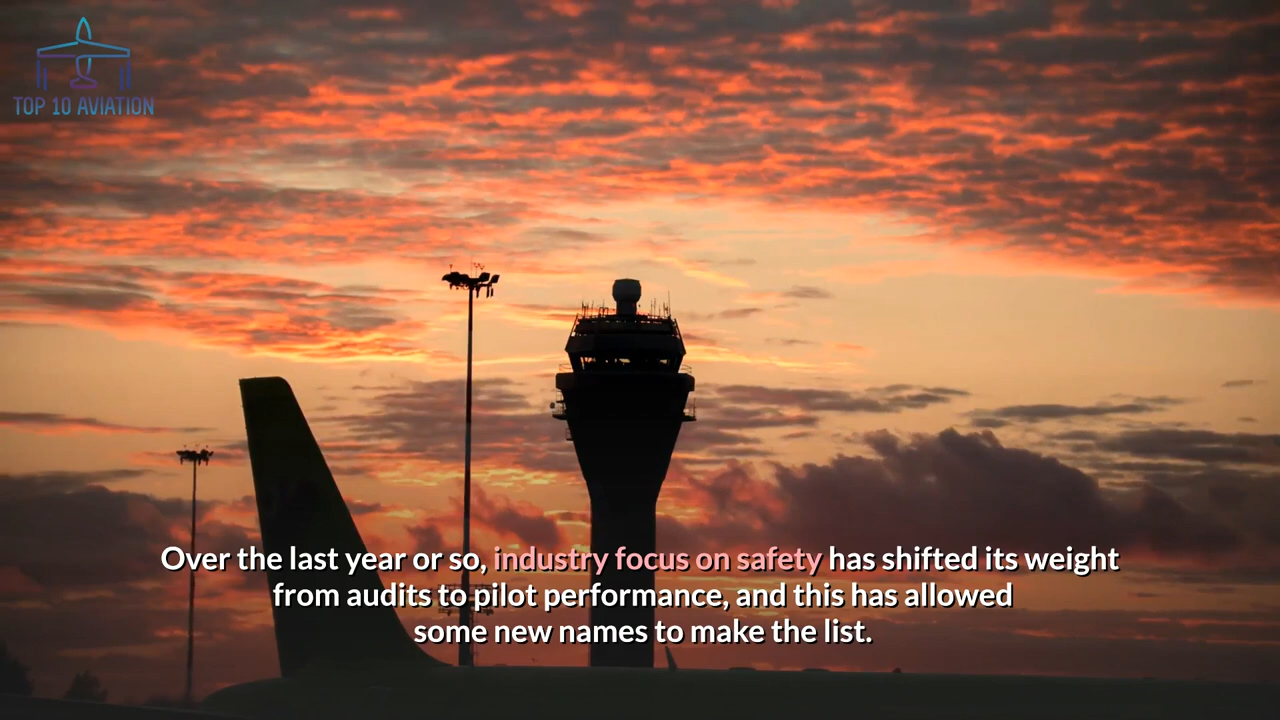 TOP 10 AVIATION
Over the last year or so, industry focus on safety has shifted its weight
from audits to pilot performance, and this has allowed
some new names to make the list.